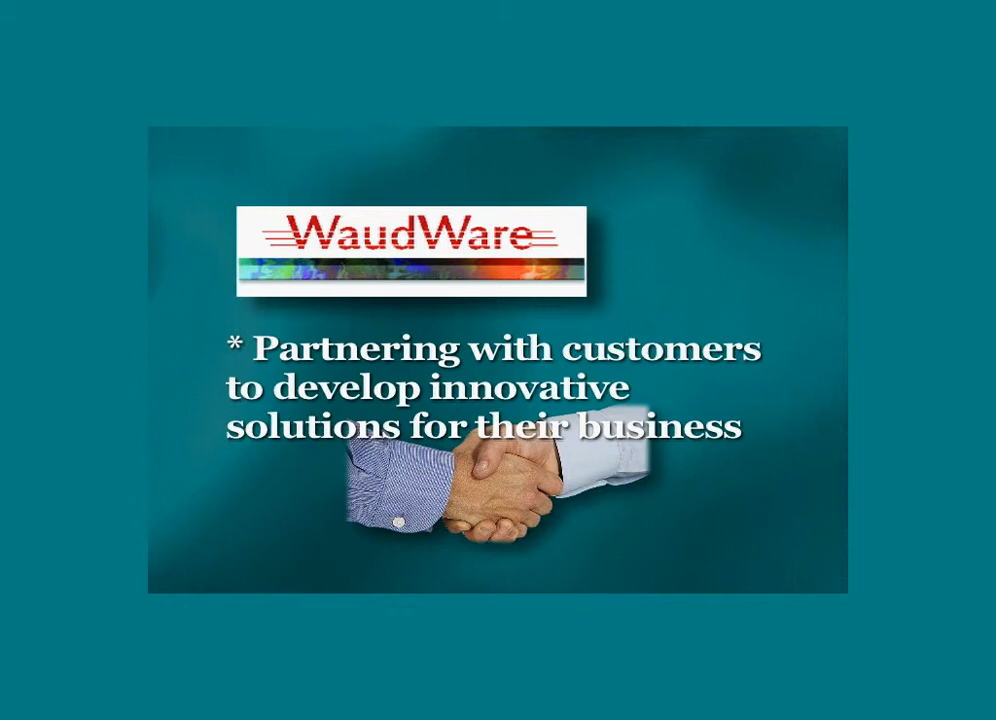 WaudWare
* Partnering with customers
to develop innovative
solutions for their business